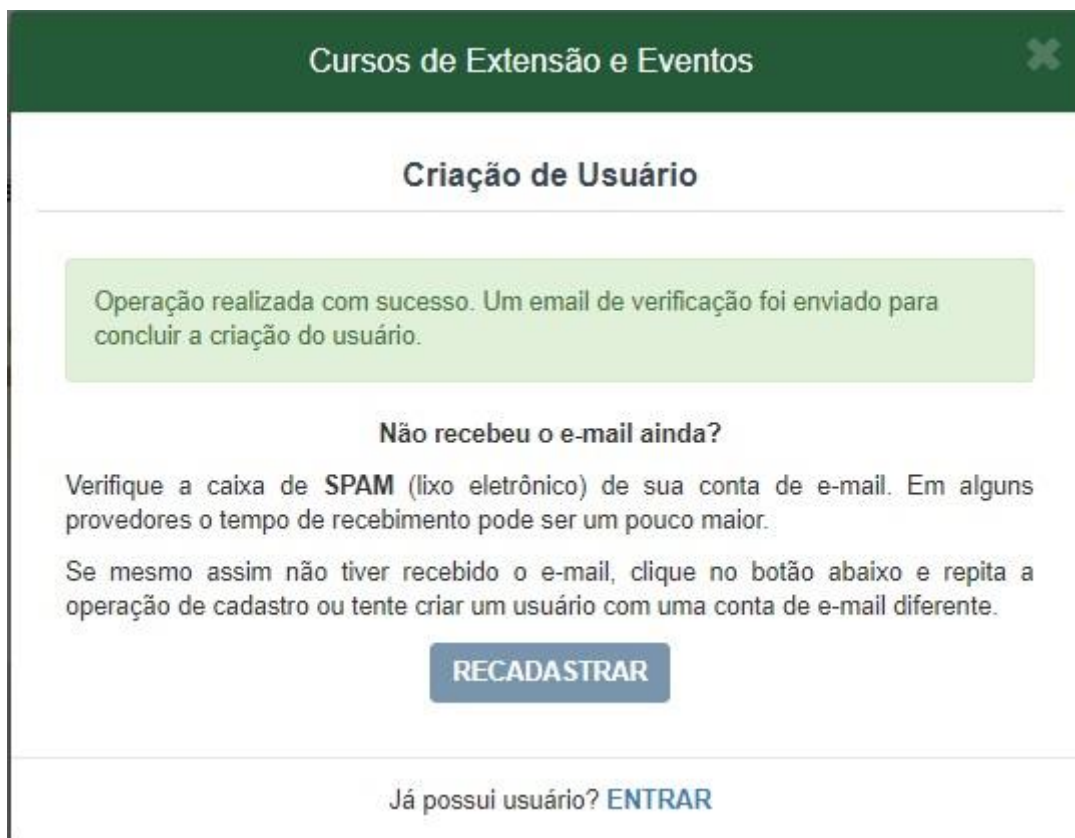 Cursos de Extensão e Eventos
Criação de Usuário
Operação realizada com sucesso. Um email de verificação foi enviado para
concluir a criação do usuário.
Não recebeu o e-mail ainda?
Verifique a caixa de SPAM (lixo eletrônico) de sua conta de e-mail. Em alguns
provedores o tempo de recebimento pode ser um pouco maior.
Se mesmo assim não tiver recebido o e-mail, clique no botão abaixo e repita a
operação de cadastro ou tente criar um usuário com uma conta de e-mail diferente.
RECADASTRAR
Já possui usuário? ENTRAR